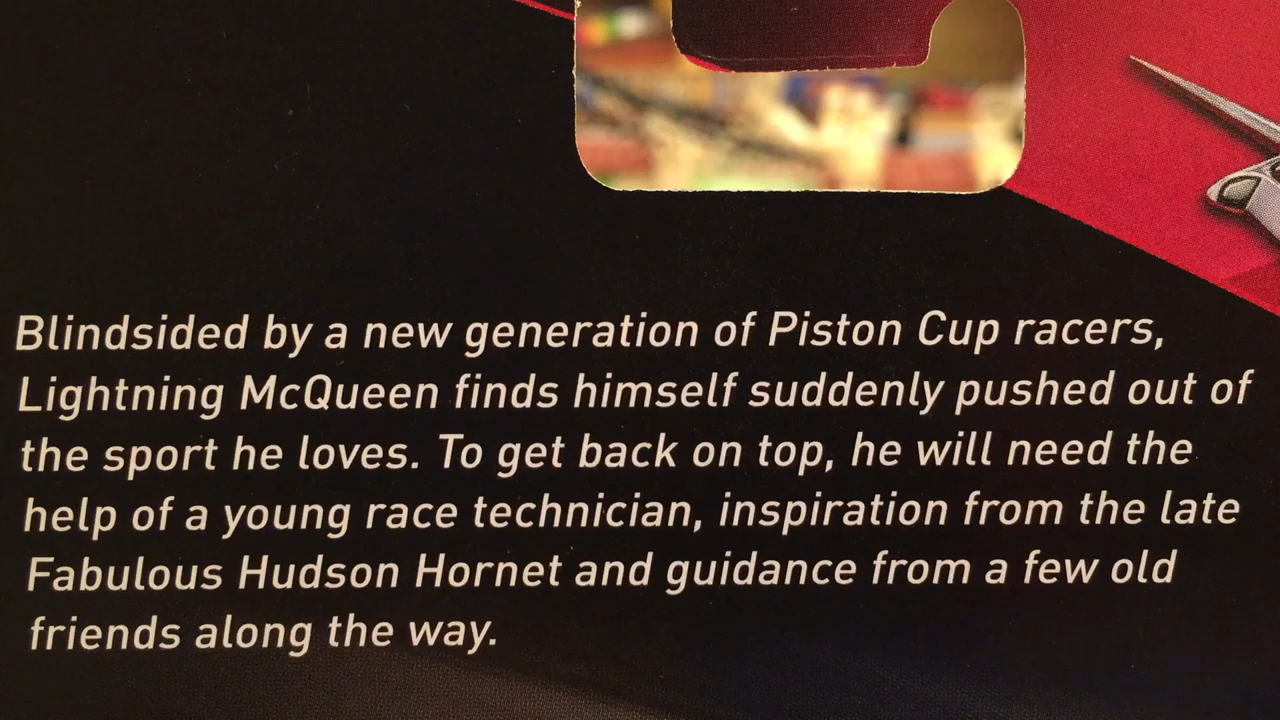 Blindsided by a new generation of Piston Cup racers,
Lightning McQueen finds himself suddenly pushed out of
the sport he loves. To get back on top, he will need the
help of a young race technician, inspiration from the late
Fabulous Hudson Hornet and guidance from a few old
friends along the way.